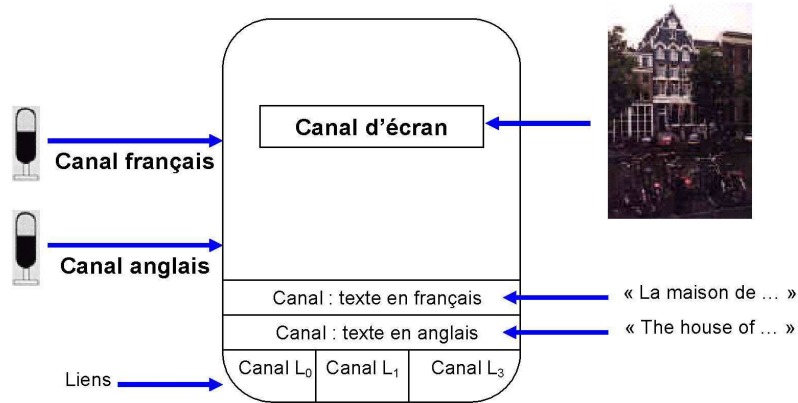 Canal d'écran
Canal français
Canal anglais
Canal : texte en français
« La maison de ... »
Canal : texte en anglais
« The house of ... »
Liens
Canal L₀
Canal L₁
Canal L₃